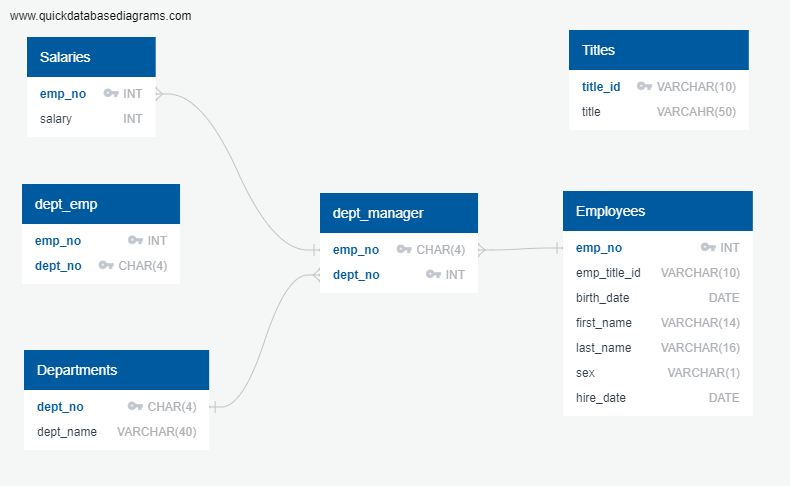 www.quickdatabasediagrams.com
Salaries
emp_no INT
salary INT
Titles
title_id VARCHAR(10)
title VARCAHR(50)
dept_emp
emp_no INT
dept_no CHAR(4)
dept_manager
emp_no CHAR(4)
dept_no INT
Employees
emp_no INT
emp_title_id VARCHAR(10)
birth_date DATE
first_name VARCHAR(14)
last_name VARCHAR(16)
sex VARCHAR(1)
hire_date DATE
Departments
dept_no CHAR(4)
dept_name VARCHAR(40)